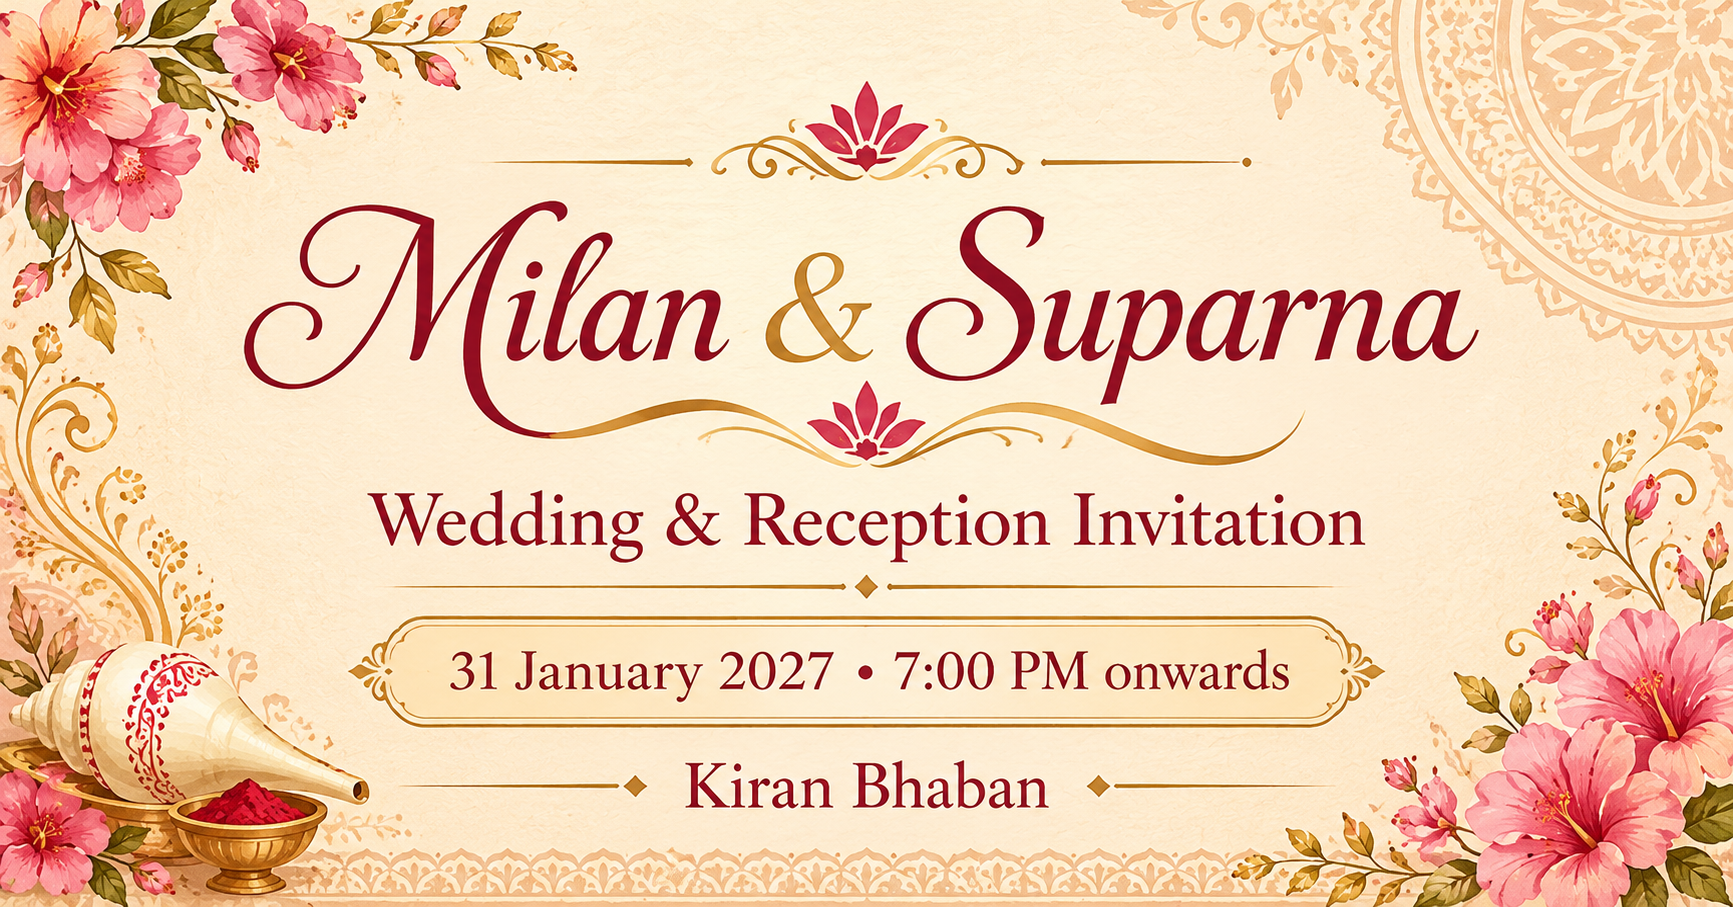 Milan & Suparna
Wedding & Reception Invitation
31 January 2027 • 7:00 PM onwards
Kiran Bhaban